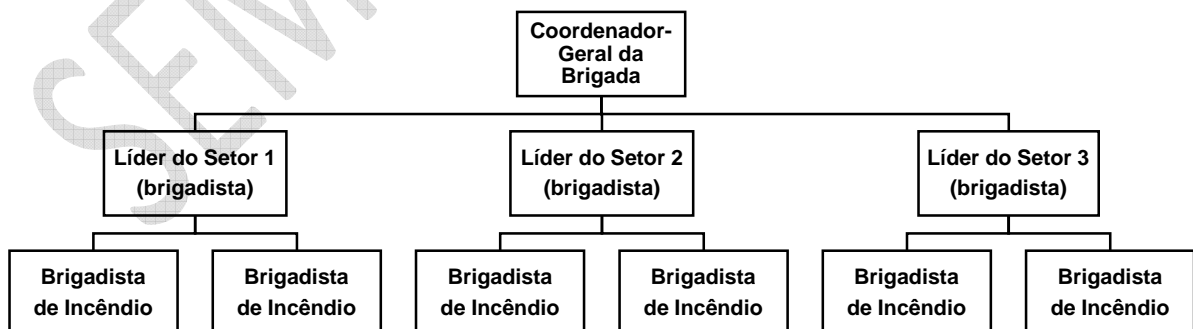 Coordenador-
Geral da
Brigada
Líder do Setor 1
(brigadista)
Líder do Setor 2
(brigadista)
Líder do Setor 3
(brigadista)
Brigadista
de Incêndio
Brigadista
de Incêndio
Brigadista
de Incêndio
Brigadista
de Incêndio
Brigadista
de Incêndio
Brigadista
de Incêndio